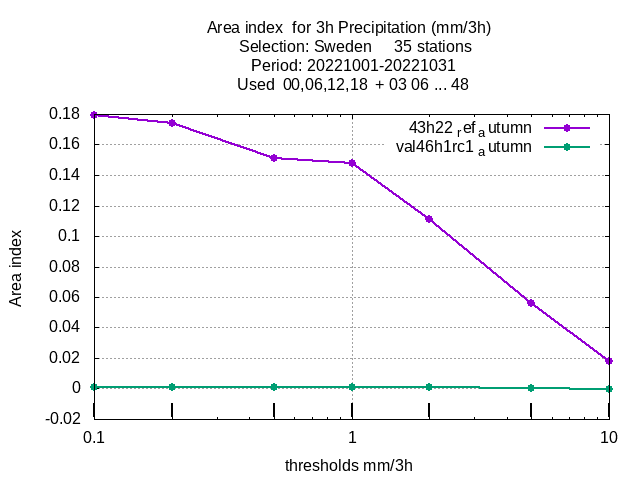 Area index  for 3h Precipitation (mm/3h)
Selection: Sweden     35 stations
Period: 20221001-20221031
Used  00,06,12,18  + 03 06 ... 48
43h22 ref a utumn
val46h1rc1 a utumn
0.18
0.16
0.14
0.12
0.1
0.08
0.06
0.04
0.02
0
-0.02
Area index
0.1
1
10
thresholds mm/3h